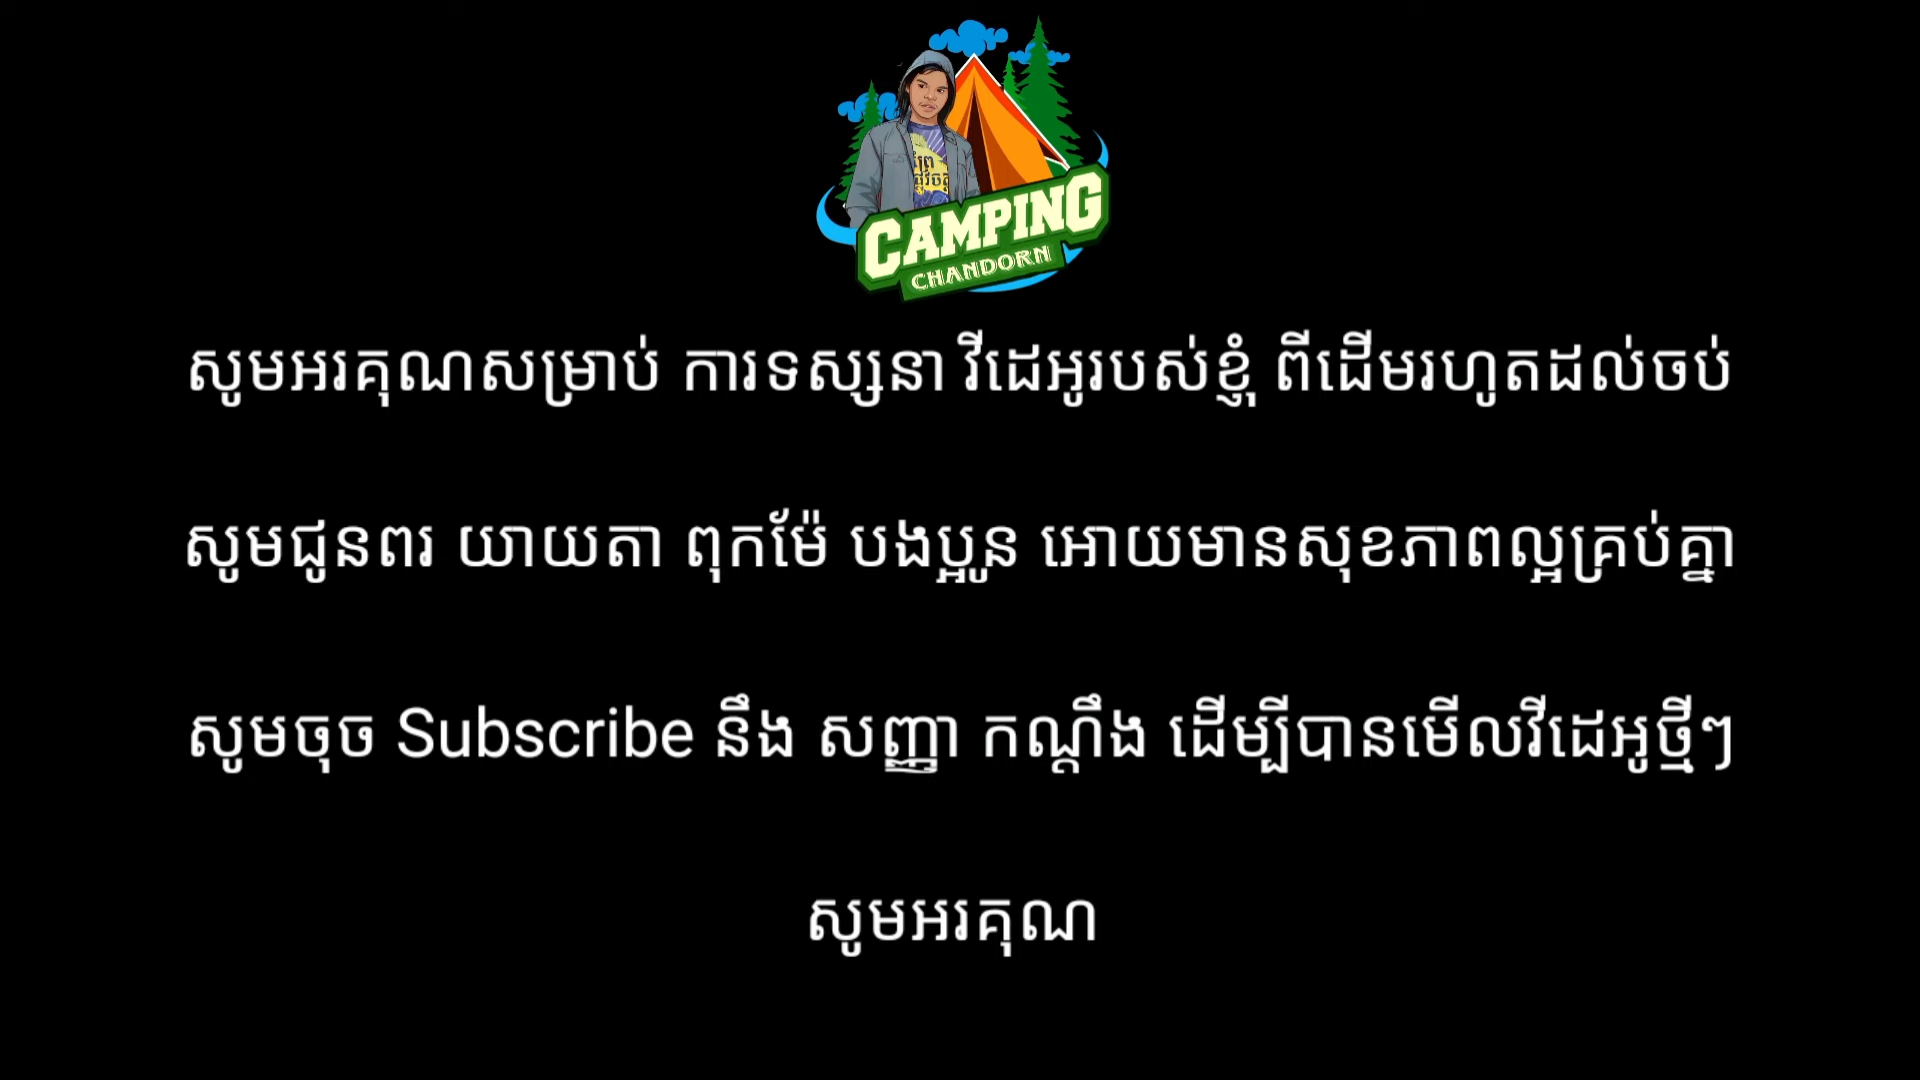 CAMPING
CHANDORN
សូមអរគុណសម្រាប់ ការទស្សនា វីដេអូរបស់ខ្ញុំ ពីដើមរហូតដល់ចប់
សូមជូនពរ យាយតា ពុកម៉ែ បងប្អូន អោយមានសុខភាពល្អគ្រប់គ្នា
សូមចុច Subscribe នឹង សញ្ញា កណ្ដឹង ដើម្បីបានមើលវីដេអូថ្មីៗ
សូមអរគុណ